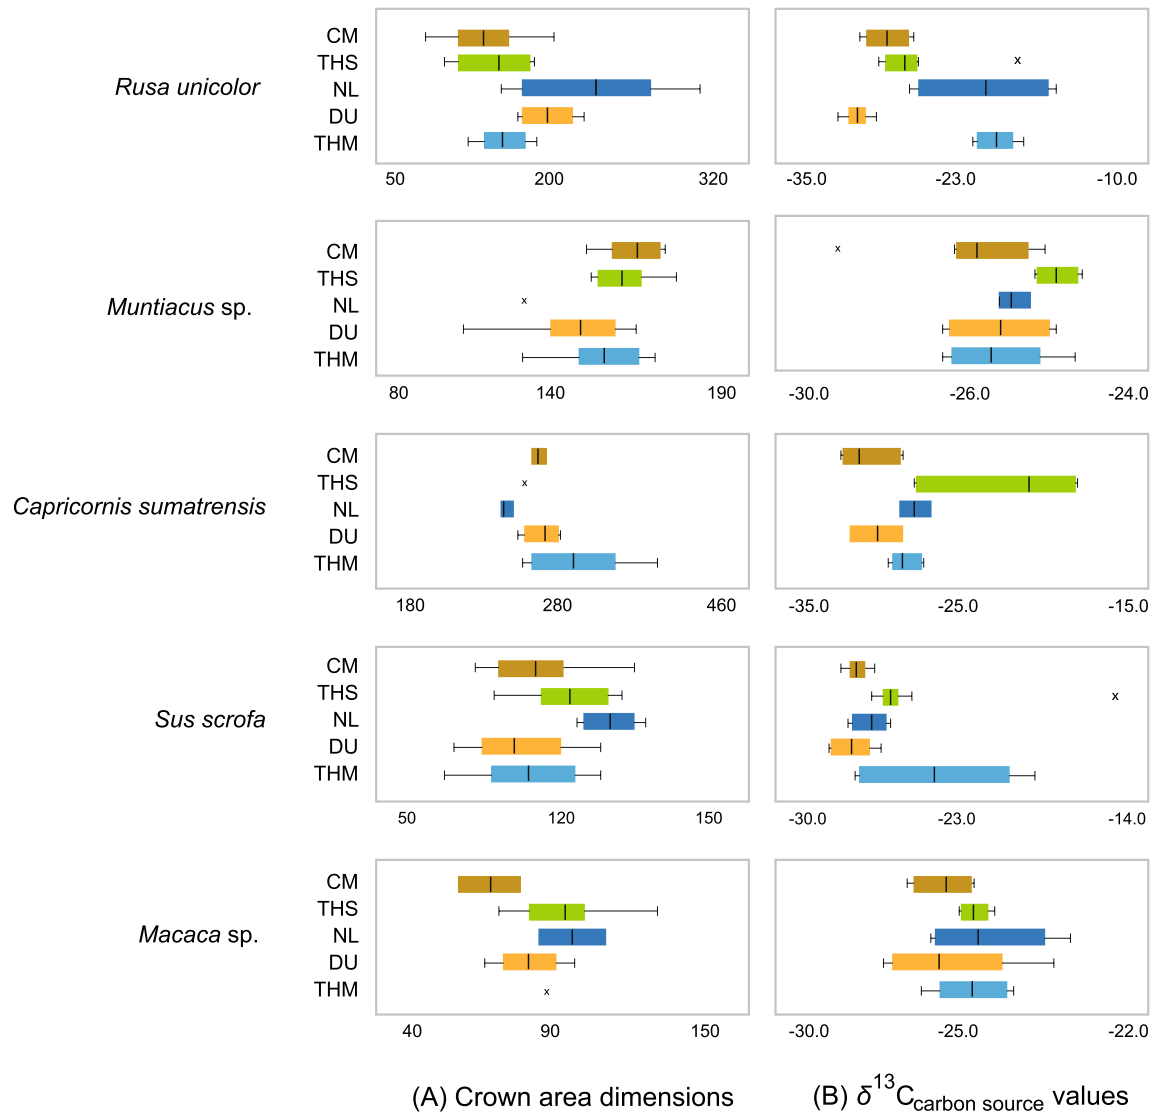 CM
THS
Rusa unicolor
NL
DU
THM
x
50 200 320
-35.0 -23.0 -10.0
CM
THS
Muntiacus sp.
NL
DU
THM
x
x
80 140 190
-30.0 -26.0 -24.0
CM
THS
Capricornis sumatrensis
NL
DU
THM
x
180 280 460
-35.0 -25.0 -15.0
CM
THS
Sus scrofa
NL
DU
THM
x
50 120 150
-30.0 -23.0 -14.0
CM
THS
Macaca sp.
NL
DU
THM
x
40 90 150
-30.0 -25.0 -22.0
(A) Crown area dimensions
(B) δ¹³C carbon source values